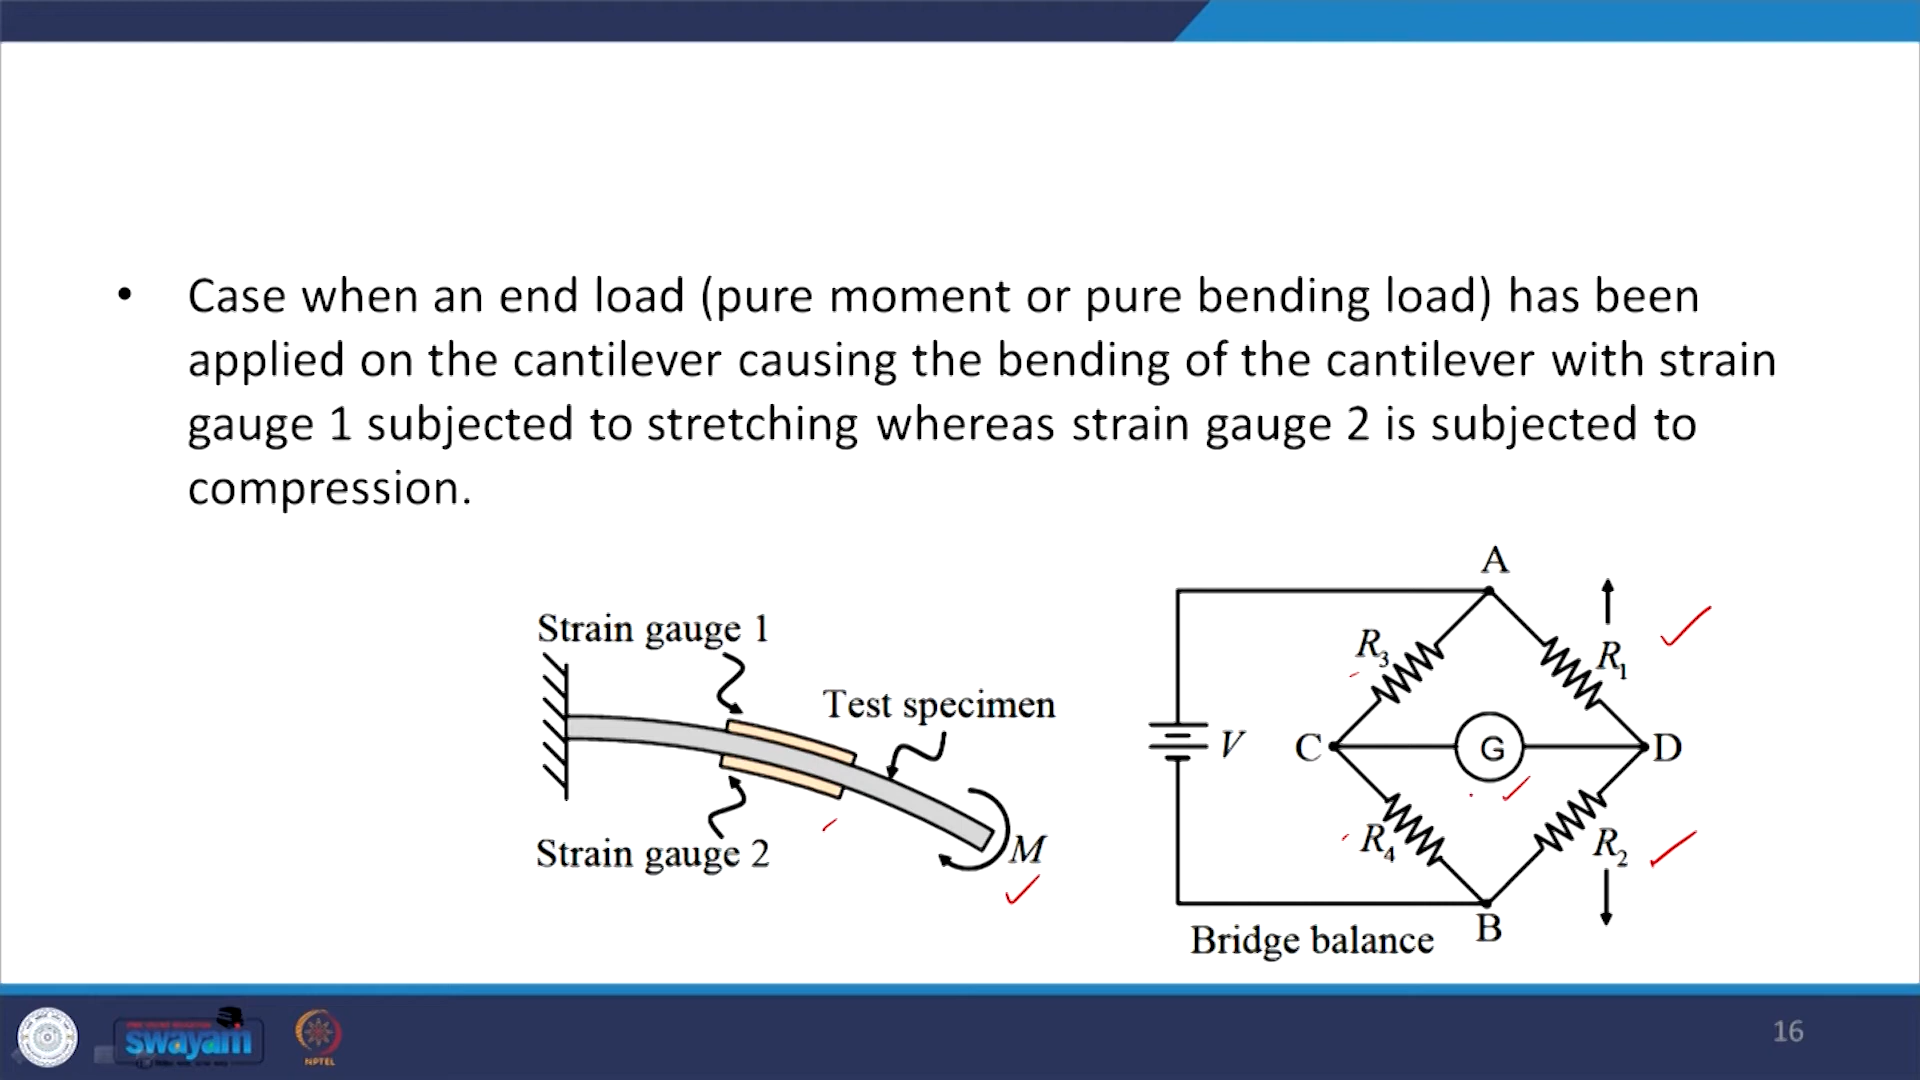 • Case when an end load (pure moment or pure bending load) has been
applied on the cantilever causing the bending of the cantilever with strain
gauge 1 subjected to stretching whereas strain gauge 2 is subjected to
compression.
Strain gauge 1
Test specimen
Strain gauge 2
M
A
R₃
R₁
V
C
G
D
R₄
R₂
B
Bridge balance
swayam
NPTEL
16